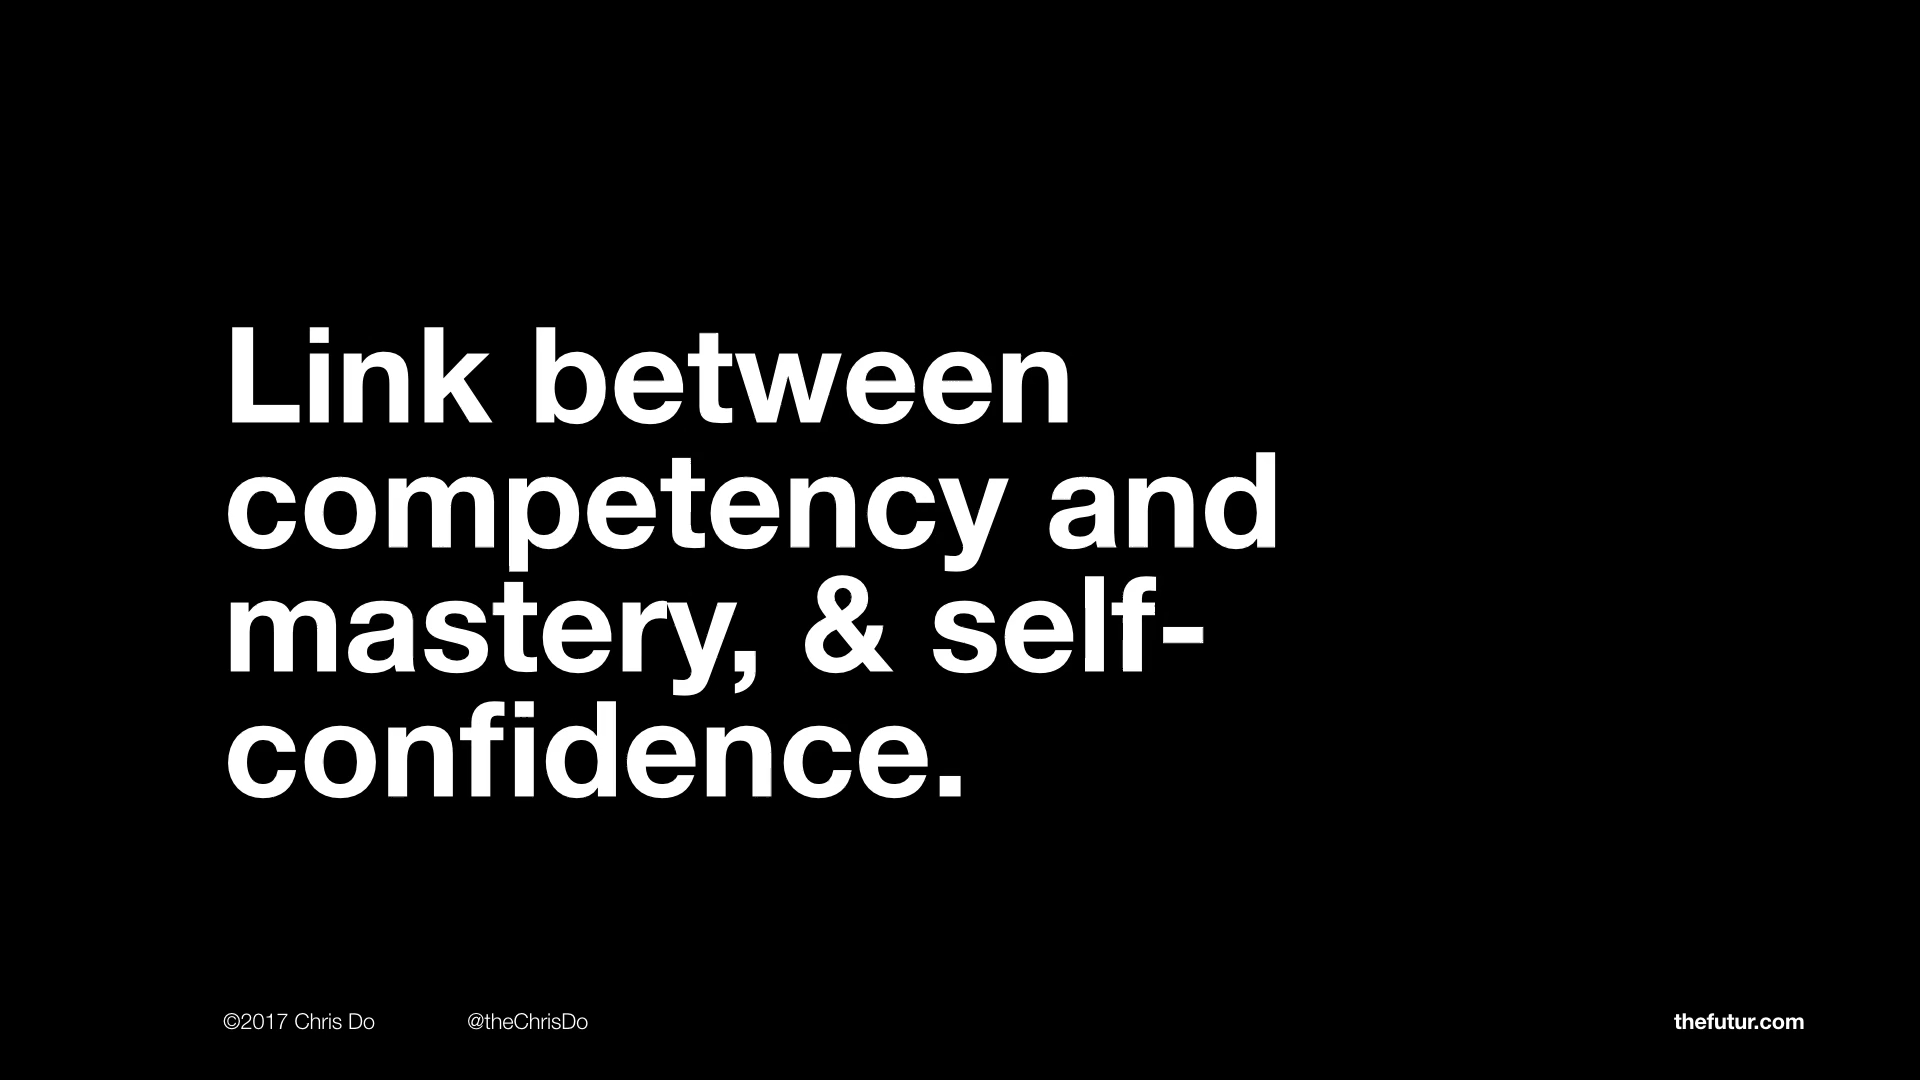 Link between
competency and
mastery, & self-
confidence.
©2017 Chris Do
@theChrisDo
thefutur.com